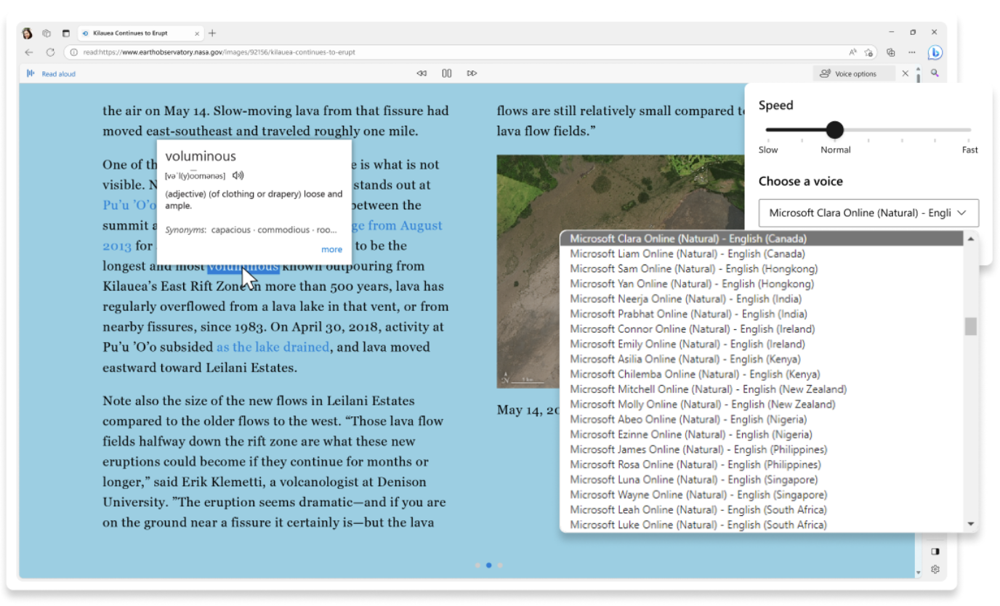 Kilauea Continues to Erupt
read:https://www.earthobservatory.nasa.gov/images/92156/kilauea-continues-to-erupt
Read aloud
Voice options
the air on May 14. Slow-moving lava from that fissure had
moved east-southeast and traveled roughly one mile.
One of th
e is what is not
visible. N
stands out at
Pu’u ’O’o
between the
summit a
ge from August
2013 for
to be the
longest and most voluminous known outpouring from
Kilauea’s East Rift Zone in more than 500 years, lava has
regularly overflowed from a lava lake in that vent, or from
nearby fissures, since 1983. On April 30, 2018, activity at
Pu’u ’O’o subsided as the lake drained, and lava moved
eastward toward Leilani Estates.
Note also the size of the new flows in Leilani Estates
compared to the older flows to the west. “Those lava flow
fields halfway down the rift zone are what these new
eruptions could become if they continue for months or
longer,” said Erik Klemetti, a volcanologist at Denison
University. ”The eruption seems dramatic—and if you are
on the ground near a fissure it certainly is—but the lava
voluminous
[vəˈl(y)o͞omənəs]
(adjective) (of clothing or drapery) loose and
ample.
Synonyms: capacious · commodious · roo...
more
flows are still relatively small compared t
lava flow fields.”
N
1 km
May 14, 20
Speed
Slow
Normal
Fast
Choose a voice
Microsoft Clara Online (Natural) - Engli
Microsoft Clara Online (Natural) - English (Canada)
Microsoft Liam Online (Natural) - English (Canada)
Microsoft Sam Online (Natural) - English (Hongkong)
Microsoft Yan Online (Natural) - English (Hongkong)
Microsoft Neerja Online (Natural) - English (India)
Microsoft Prabhat Online (Natural) - English (India)
Microsoft Connor Online (Natural) - English (Ireland)
Microsoft Emily Online (Natural) - English (Ireland)
Microsoft Asilia Online (Natural) - English (Kenya)
Microsoft Chilemba Online (Natural) - English (Kenya)
Microsoft Mitchell Online (Natural) - English (New Zealand)
Microsoft Molly Online (Natural) - English (New Zealand)
Microsoft Abeo Online (Natural) - English (Nigeria)
Microsoft Ezinne Online (Natural) - English (Nigeria)
Microsoft James Online (Natural) - English (Philippines)
Microsoft Rosa Online (Natural) - English (Philippines)
Microsoft Luna Online (Natural) - English (Singapore)
Microsoft Wayne Online (Natural) - English (Singapore)
Microsoft Leah Online (Natural) - English (South Africa)
Microsoft Luke Online (Natural) - English (South Africa)